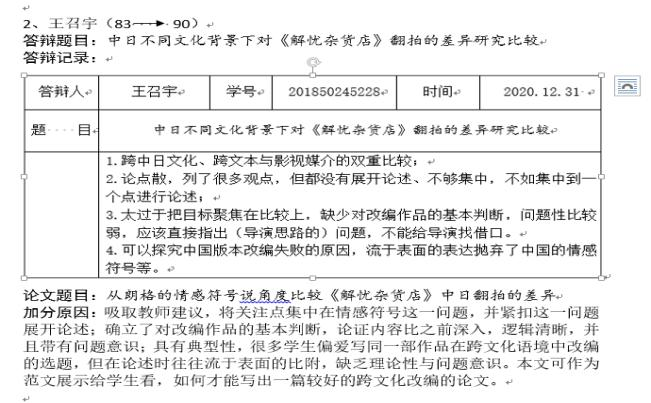 2、王召宇（83→90）
答辩题目：中日不同文化背景下对《解忧杂货店》翻拍的差异研究比较
答辩记录：
答辩人 王召宇 学号 201850245228 时间 2020.12.31
题 目 中日不同文化背景下对《解忧杂货店》翻拍的差异研究比较
1.跨中日文化、跨文本与影视媒介的双重比较；
2.论点散，列了很多观点，但都没有展开论述、不够集中，不如集中到一
个点进行论述；
3.太过于把目标聚焦在比较上，缺少对改编作品的基本判断，问题性比较
弱，应该直接指出（导演思路的）问题，不能给导演找借口。
4.可以探究中国版本改编失败的原因，流于表面的表达抛弃了中国的情感
符号等。
论文题目：从朗格的情感符号说角度比较《解忧杂货店》中日翻拍的差异
加分原因：吸取教师建议，将关注点集中在情感符号这一问题，并紧扣这一问题
展开论述；确立了对改编作品的基本判断，论证内容比之前深入，逻辑清晰，并
且带有问题意识；具有典型性，很多学生偏爱写同一部作品在跨文化语境中改编
的选题，但在论述时往往流于表面的比附，缺乏理论性与问题意识。本文可作为
范文展示给学生看，如何才能写出一篇较好的跨文化改编的论文。